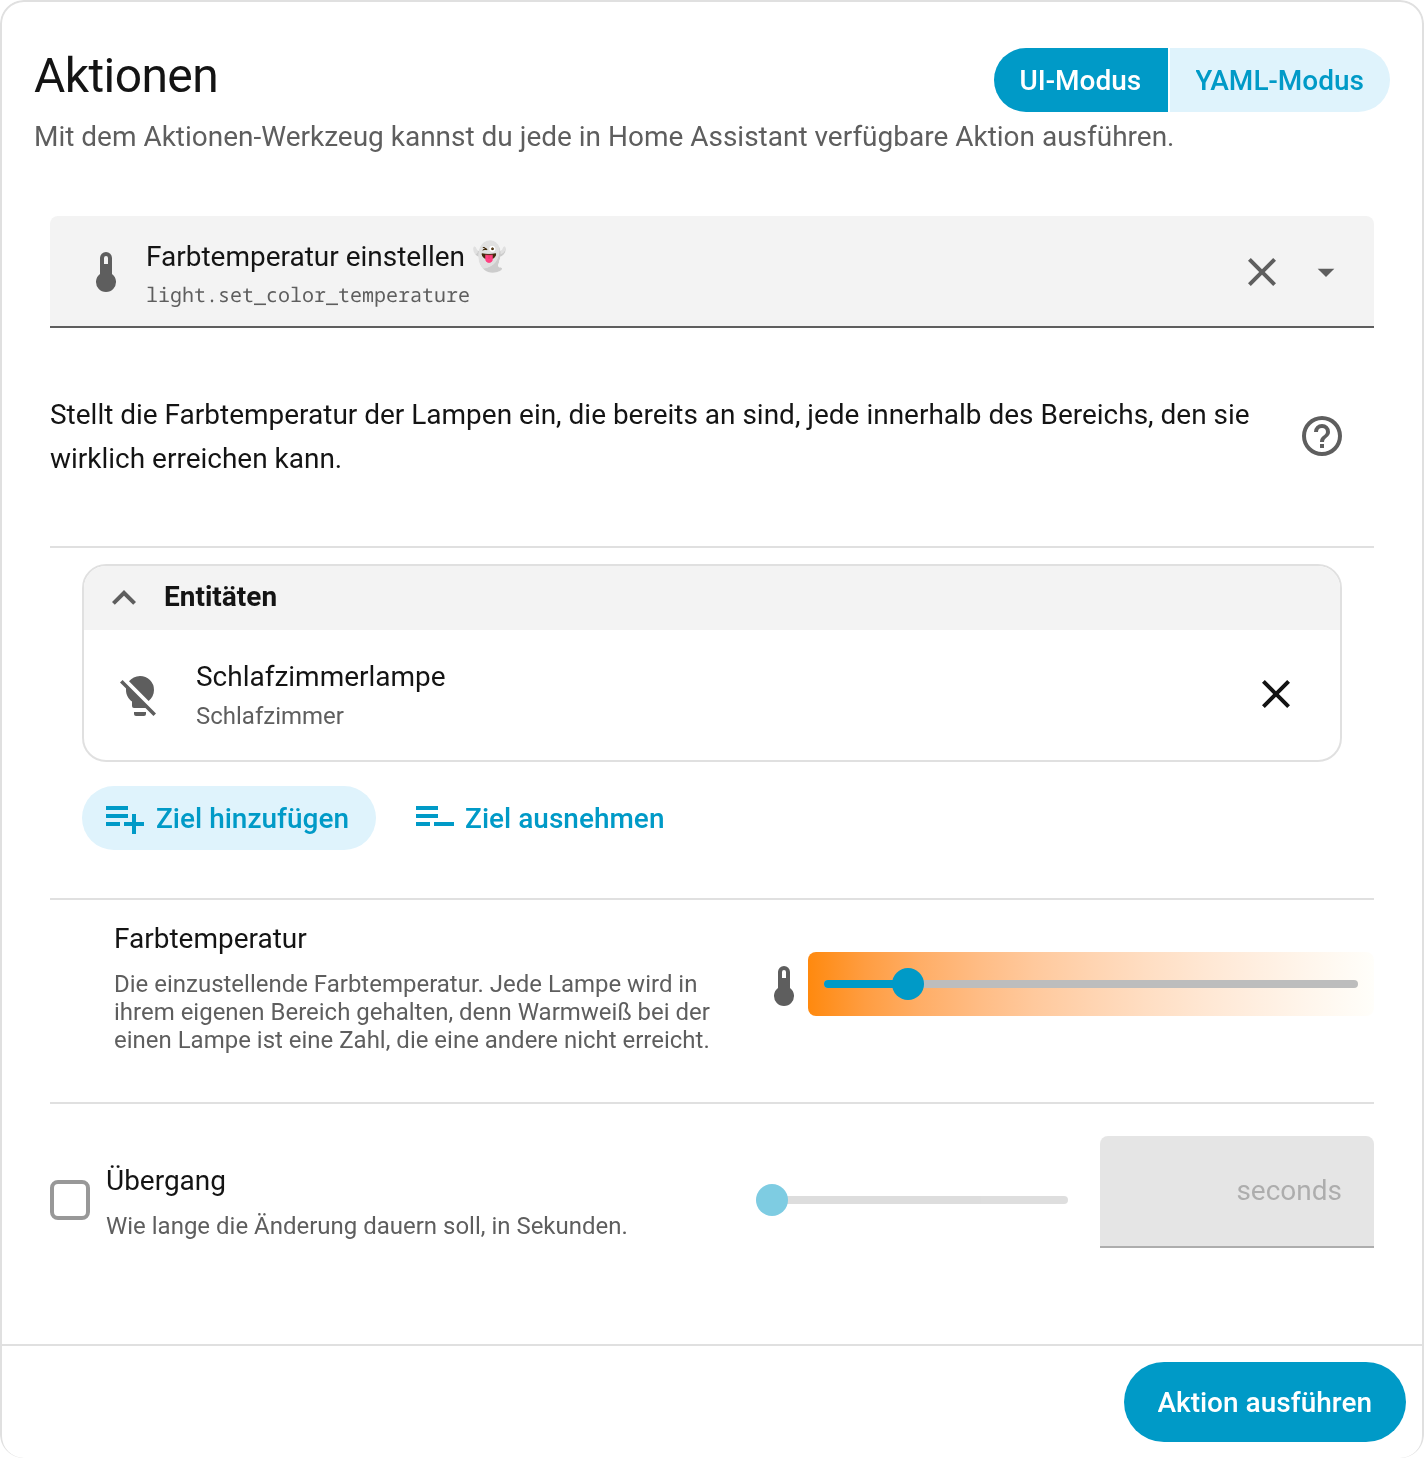 Aktionen
UI-Modus
YAML-Modus
Mit dem Aktionen-Werkzeug kannst du jede in Home Assistant verfügbare Aktion ausführen.
Farbtemperatur einstellen 👻
light.set_color_temperature
Stellt die Farbtemperatur der Lampen ein, die bereits an sind, jede innerhalb des Bereichs, den sie
wirklich erreichen kann.
Entitäten
Schlafzimmerlampe
Schlafzimmer
Ziel hinzufügen
Ziel ausnehmen
Farbtemperatur
Die einzustellende Farbtemperatur. Jede Lampe wird in
ihrem eigenen Bereich gehalten, denn Warmweiß bei der
einen Lampe ist eine Zahl, die eine andere nicht erreicht.
Übergang
Wie lange die Änderung dauern soll, in Sekunden.
seconds
Aktion ausführen